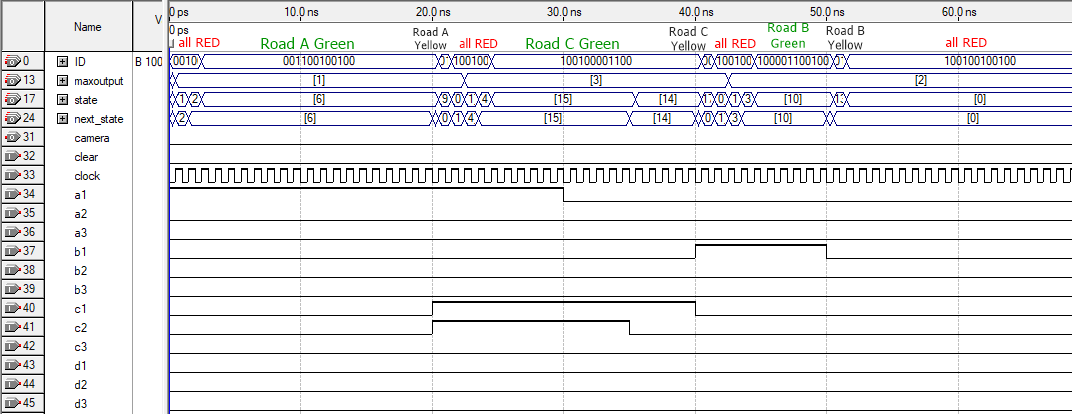 Name V
0 ps 10.0 ns 20.0 ns 30.0 ns 40.0 ns 50.0 ns 60.0 ns
0 ps
all RED Road A Green Road A Yellow all RED Road C Green Road C Yellow all RED Road B Green Road B Yellow all RED
0 ID B 100 0010 001100100100 100100 100100001100 100100 100001100100 100100100100
13 maxoutput [1] [3] [2]
17 state 1 2 [6] 9 0 1 4 [15] [14] 0 1 3 [10] [0]
24 next_state 2 [6] 0 1 4 [15] [14] 0 1 3 [10] [0]
31 camera
32 clear
33 clock
34 a1
35 a2
36 a3
37 b1
38 b2
39 b3
40 c1
41 c2
42 c3
43 d1
44 d2
45 d3